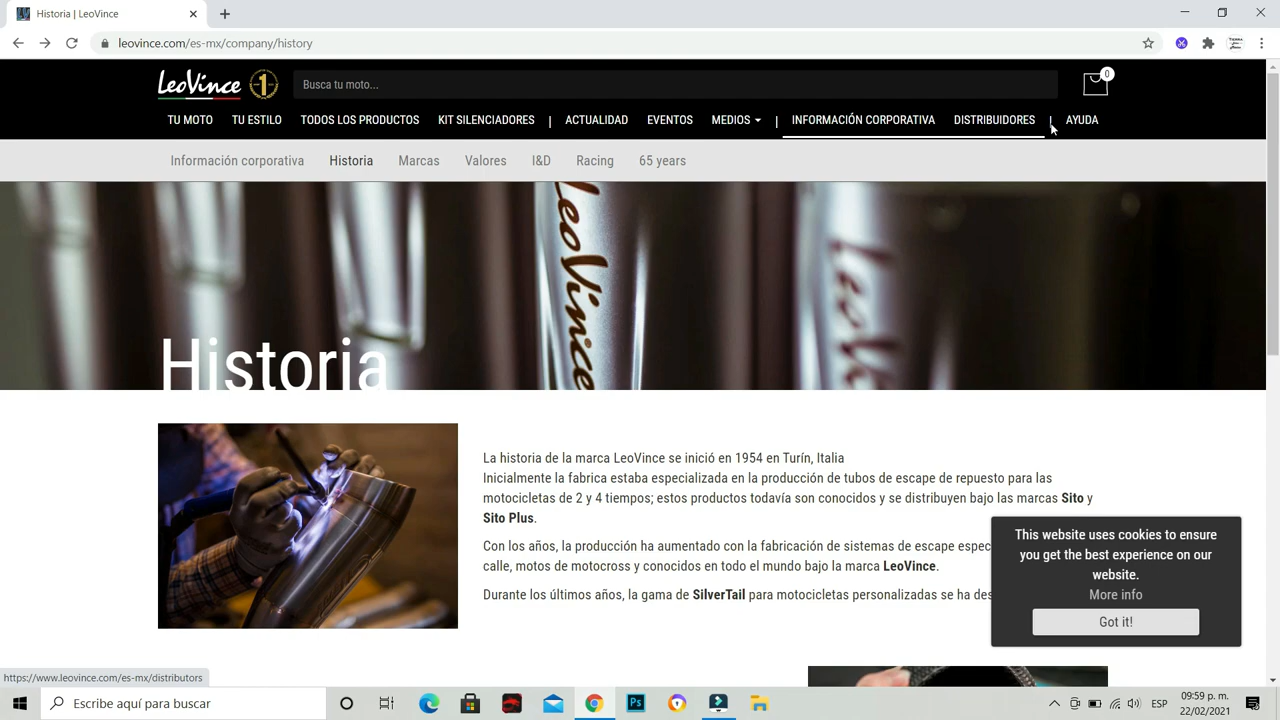 Historia | LeoVince
leovince.com/es-mx/company/history
LeoVince 1
Busca tu moto...
0
TU MOTO TU ESTILO TODOS LOS PRODUCTOS KIT SILENCIADORES | ACTUALIDAD EVENTOS MEDIOS | INFORMACIÓN CORPORATIVA DISTRIBUIDORES | AYUDA
Información corporativa Historia Marcas Valores I&D Racing 65 years
LeoVince
Historia
La historia de la marca LeoVince se inició en 1954 en Turín, Italia
Inicialmente la fabrica estaba especializada en la producción de tubos de escape de repuesto para las
motocicletas de 2 y 4 tiempos; estos productos todavía son conocidos y se distribuyen bajo las marcas Sito y
Sito Plus.
Con los años, la producción ha aumentado con la fabricación de sistemas de escape
calle, motos de motocross y conocidos en todo el mundo bajo la marca LeoVince.
Durante los últimos años, la gama de SilverTail para motocicletas personalizadas se ha
This website uses cookies to ensure
you get the best experience on our
website.
More info
Got it!
https://www.leovince.com/es-mx/distributors
Escribe aquí para buscar
Ps
ESP
09:59 p. m.
22/02/2021